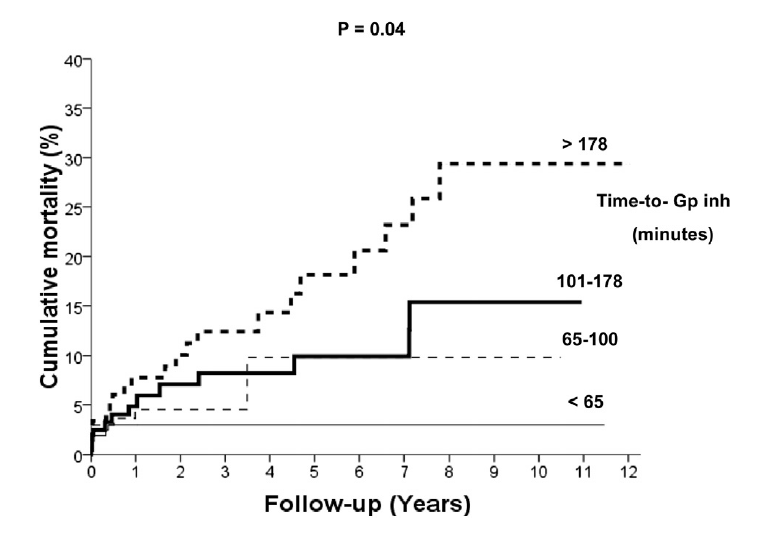 P = 0.04
Cumulative mortality (%)
40
35
30
25
20
15
10
5
0
> 178
Time-to- Gp inh
(minutes)
101-178
65-100
< 65
0 1 2 3 4 5 6 7 8 9 10 11 12
Follow-up (Years)